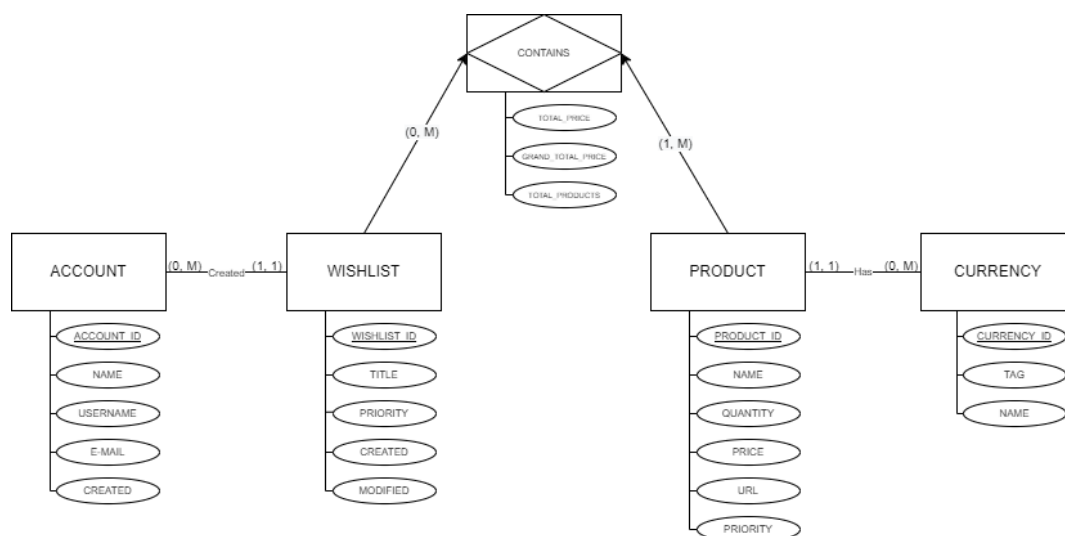 CONTAINS
TOTAL_PRICE
GRAND_TOTAL_PRICE
TOTAL_PRODUCTS
(0, M)
(1, M)
ACCOUNT
(0, M)
Created
(1, 1)
WISHLIST
PRODUCT
(1, 1)
Has
(0, M)
CURRENCY
ACCOUNT_ID
NAME
USERNAME
E-MAIL
CREATED
WISHLIST_ID
TITLE
PRIORITY
CREATED
MODIFIED
PRODUCT_ID
NAME
QUANTITY
PRICE
URL
PRIORITY
CURRENCY_ID
TAG
NAME